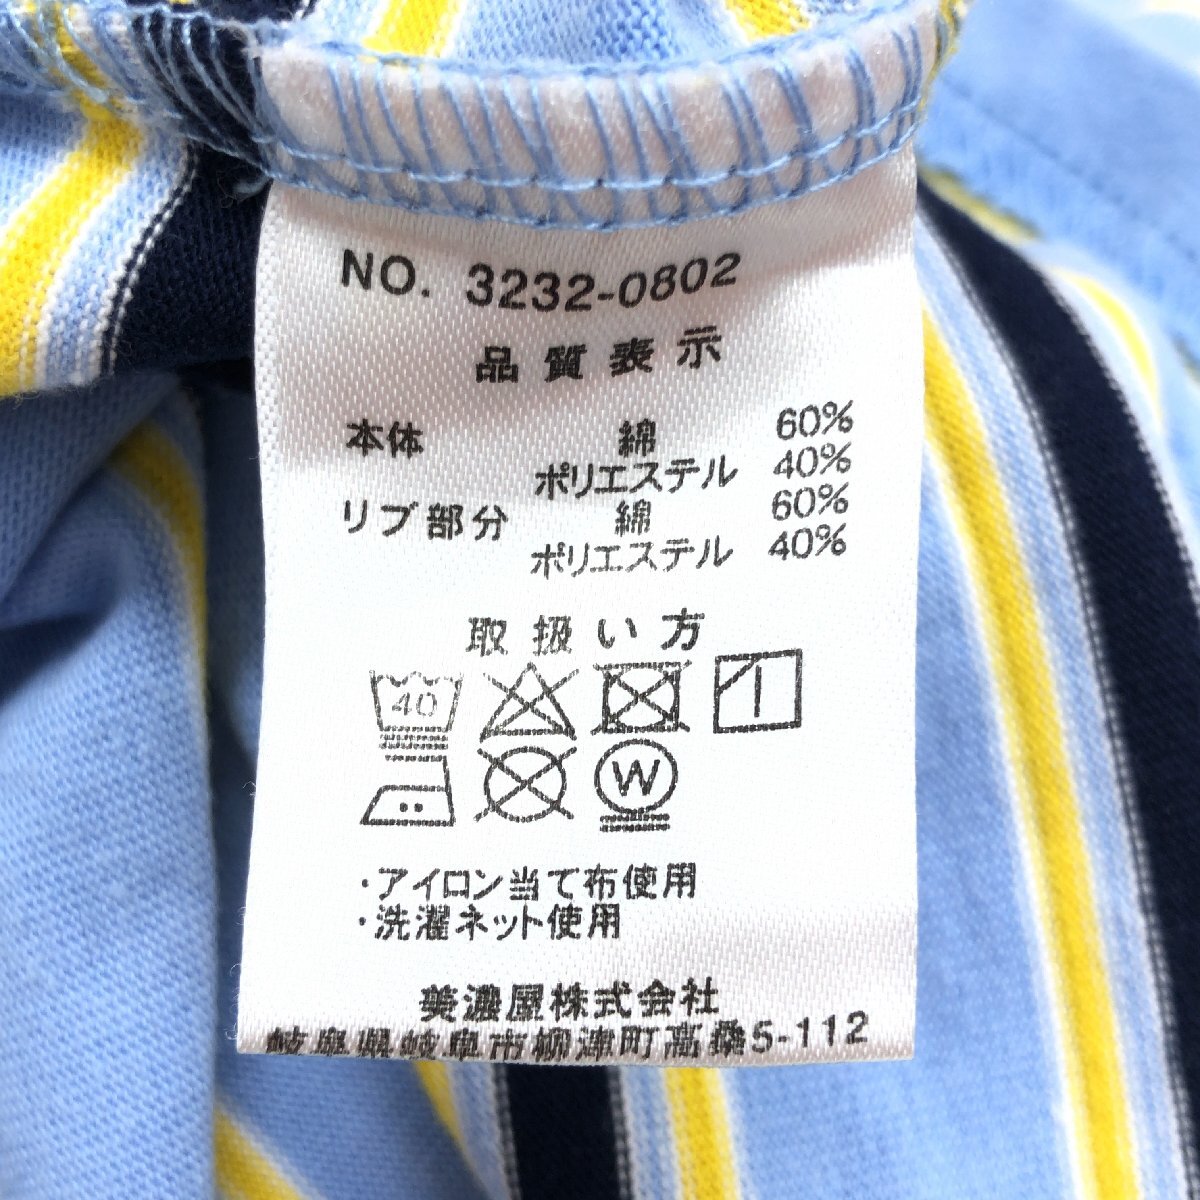 NO. 3232-0802
品質表示
本体 綿 60%
ポリエステル 40%
リブ部分 綿 60%
ポリエステル 40%
取扱い方
40
W
・アイロン当て布使用
・洗濯ネット使用
美濃屋株式会社
岐阜県岐阜市柳津町高桑5-112